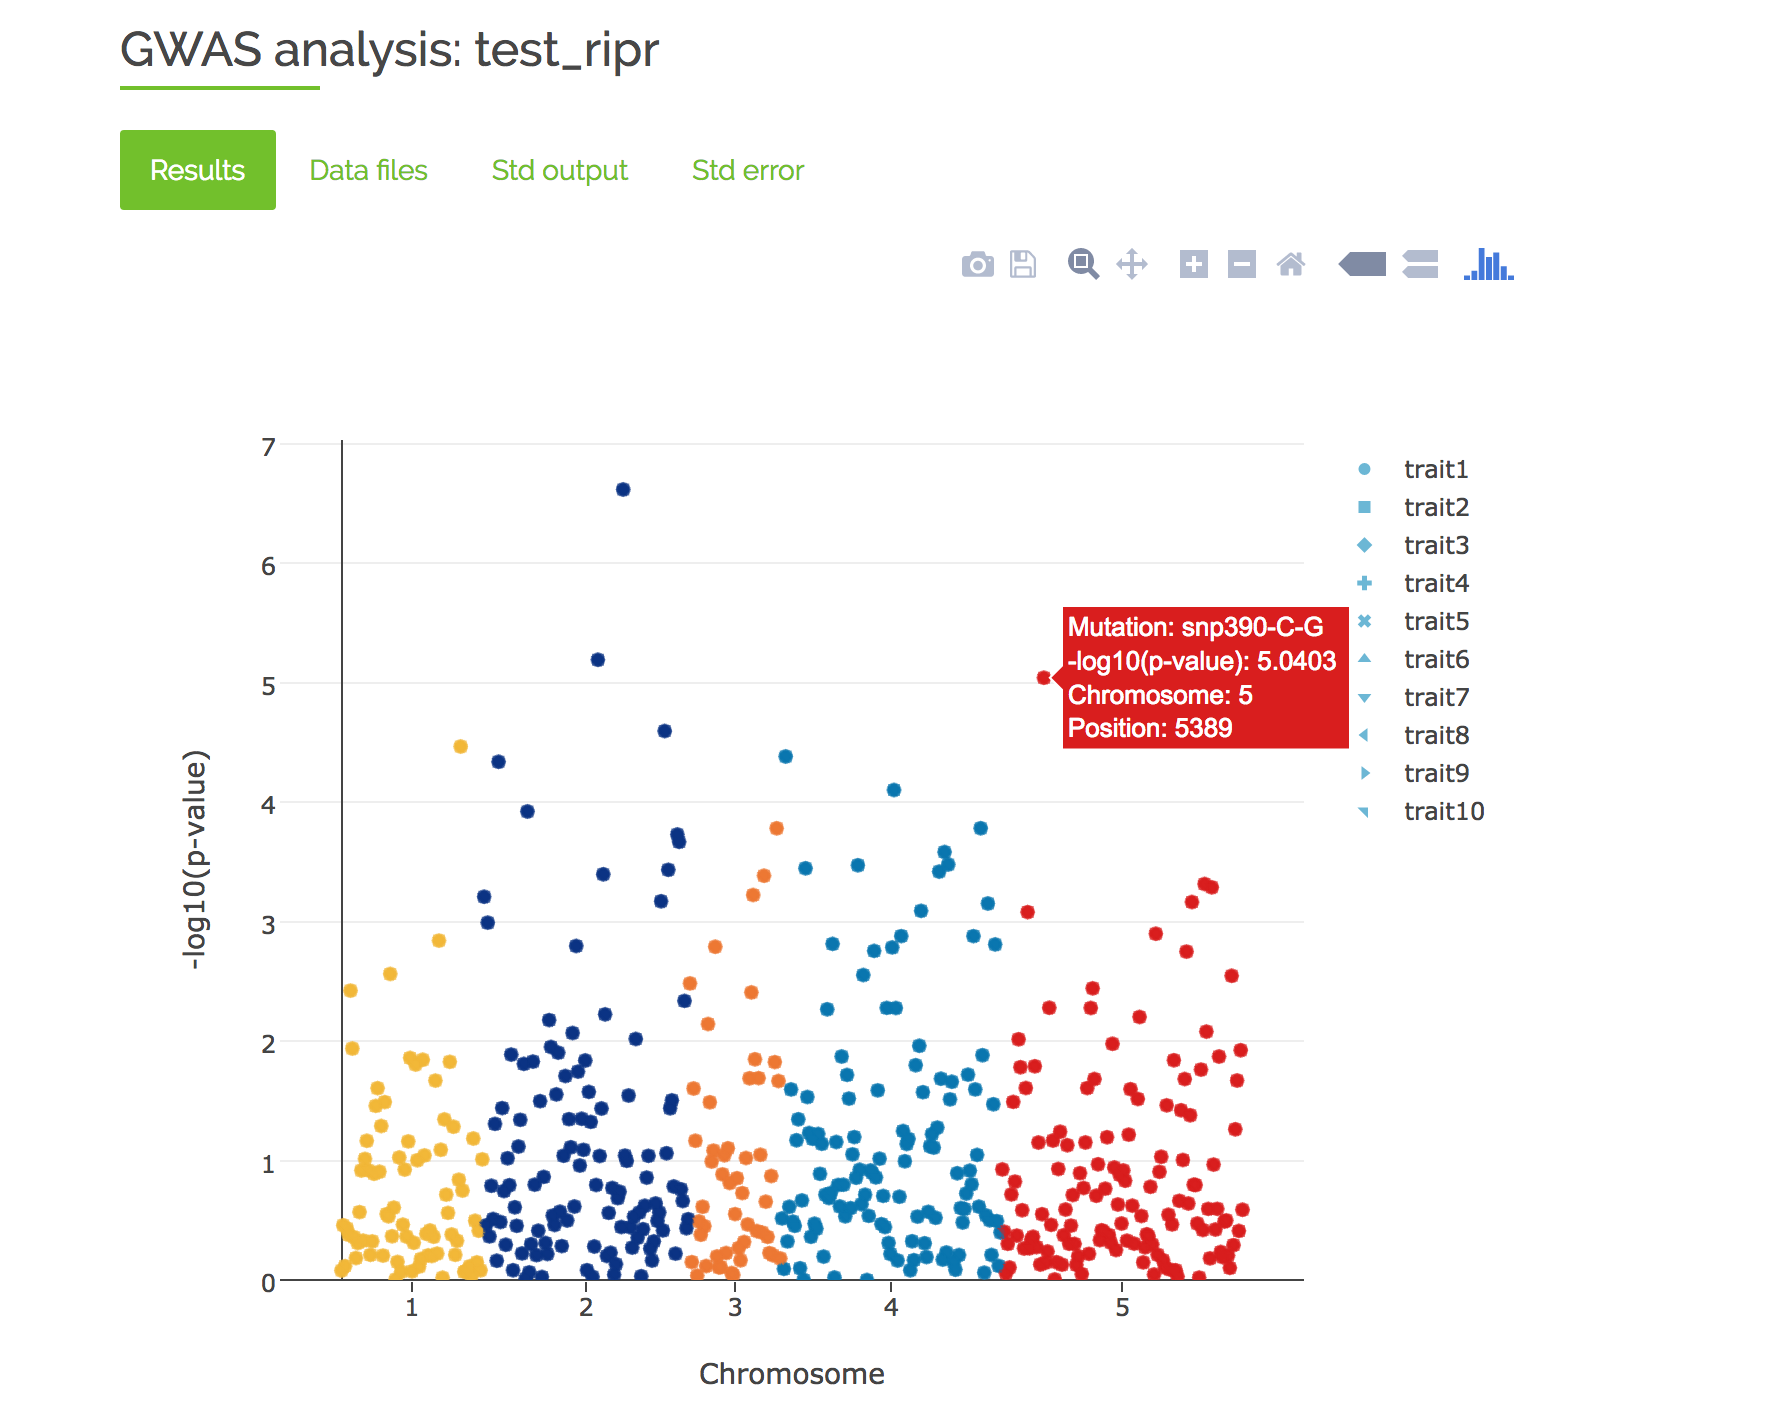 GWAS analysis: test_ripr
Results
Data files
Std output
Std error
7
6
5
4
3
2
1
0
-log10(p-value)
Mutation: snp390-C-G
-log10(p-value): 5.0403
Chromosome: 5
Position: 5389
trait1
trait2
trait3
trait4
trait5
trait6
trait7
trait8
trait9
trait10
1
2
3
4
5
Chromosome